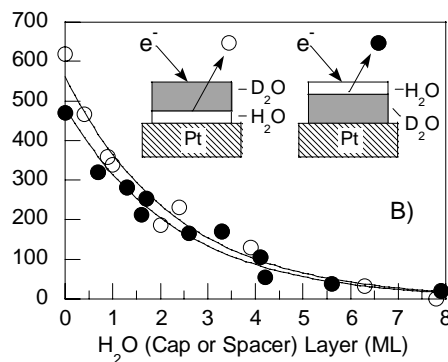 700
600
500
400
300
200
100
0
e⁻
e⁻
D₂O
H₂O
Pt
H₂O
D₂O
Pt
B)
0 1 2 3 4 5 6 7 8
H₂O (Cap or Spacer) Layer (ML)